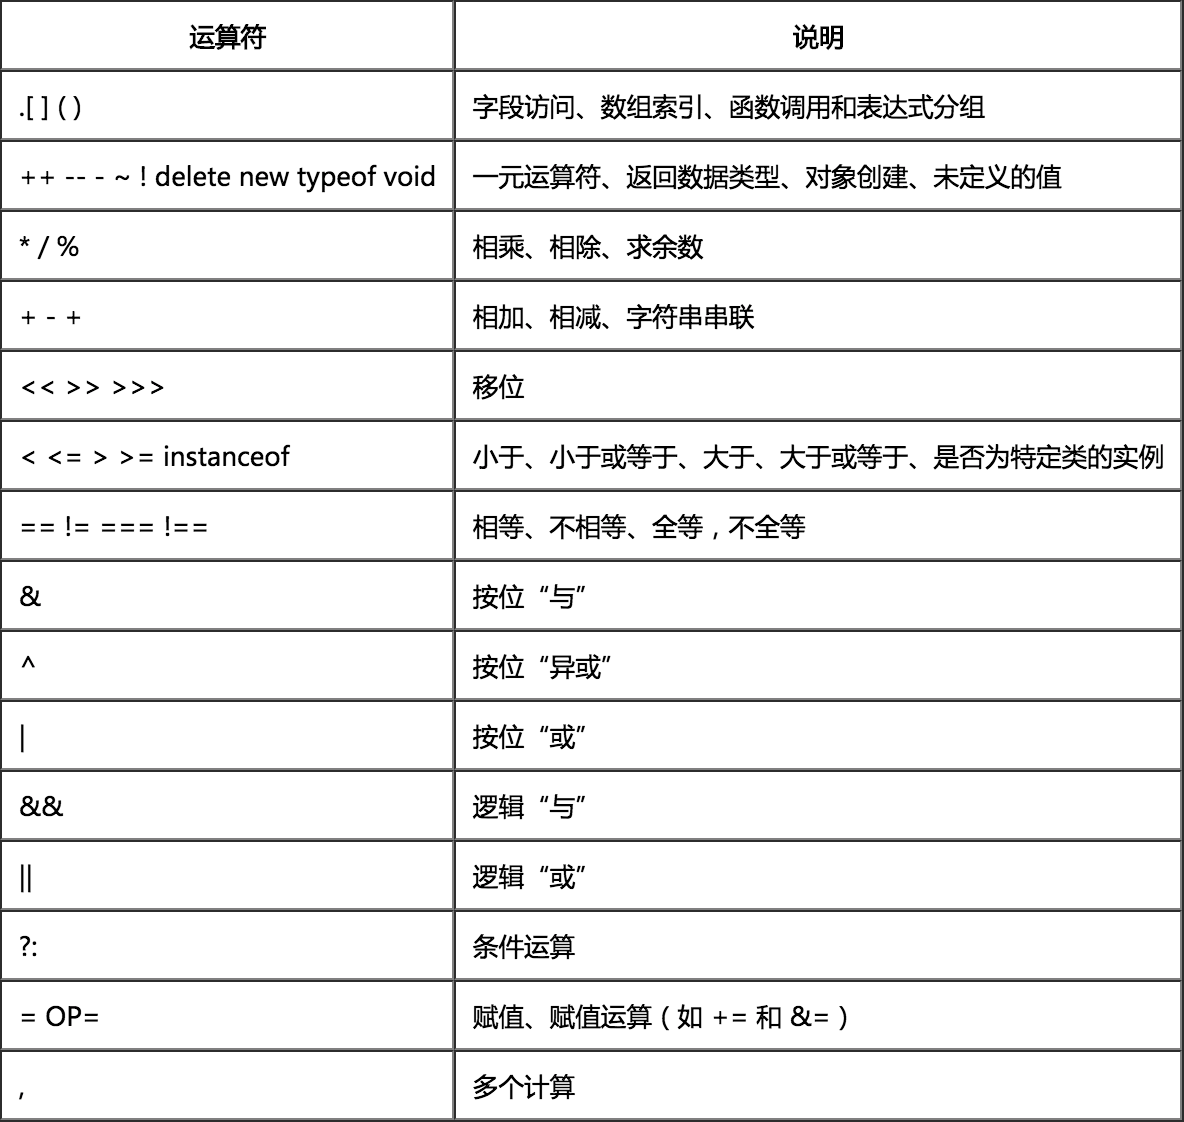 运算符 说明
.[ ] ( ) 字段访问、数组索引、函数调用和表达式分组
++ -- - ~ ! delete new typeof void 一元运算符、返回数据类型、对象创建、未定义的值
* / % 相乘、相除、求余数
+ - + 相加、相减、字符串串联
<< >> >>> 移位
< <= > >= instanceof 小于、小于或等于、大于、大于或等于、是否为特定类的实例
== != === !== 相等、不相等、全等，不全等
& 按位“与”
^ 按位“异或”
| 按位“或”
&& 逻辑“与”
|| 逻辑“或”
?: 条件运算
= OP= 赋值、赋值运算（如 += 和 &=）
, 多个计算